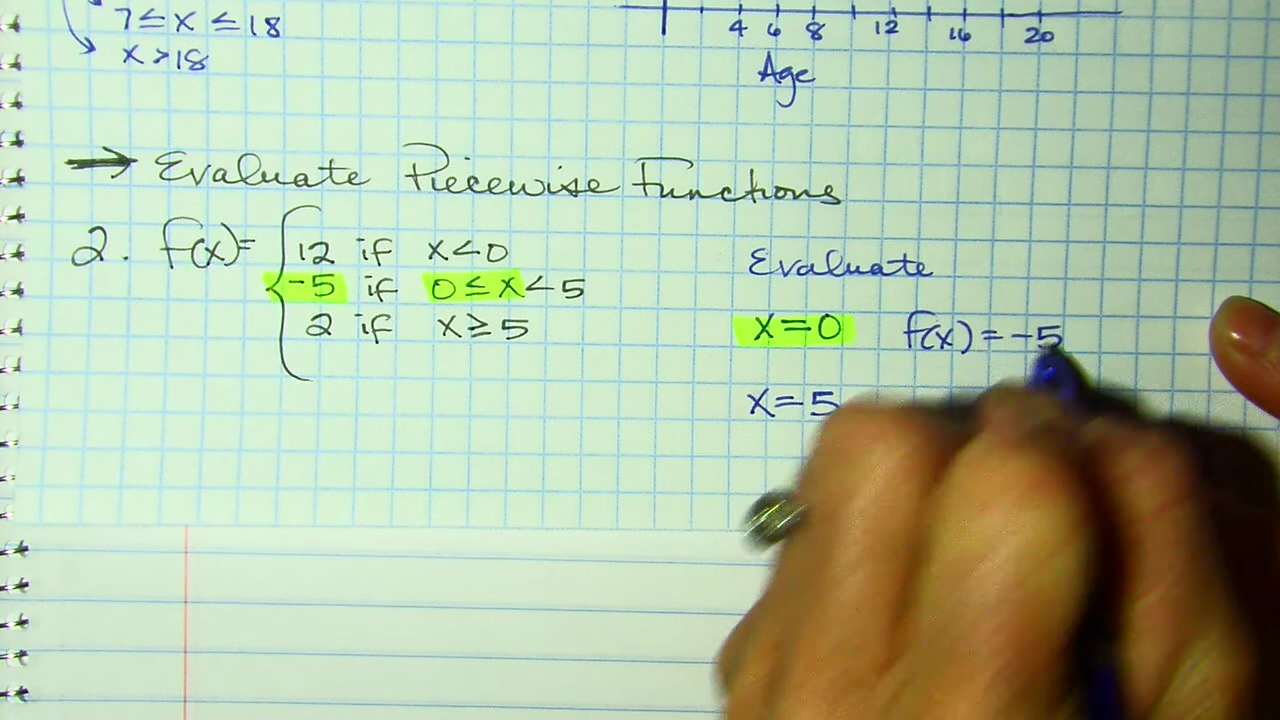 7 ≤ x ≤ 18
x > 18
4 6 8 12 16 20
Age
→ Evaluate Piecewise Functions
2. f(x) = { 12 if x < 0
-5 if 0 ≤ x < 5
2 if x ≥ 5
Evaluate
x = 0 f(x) = -5
x = 5